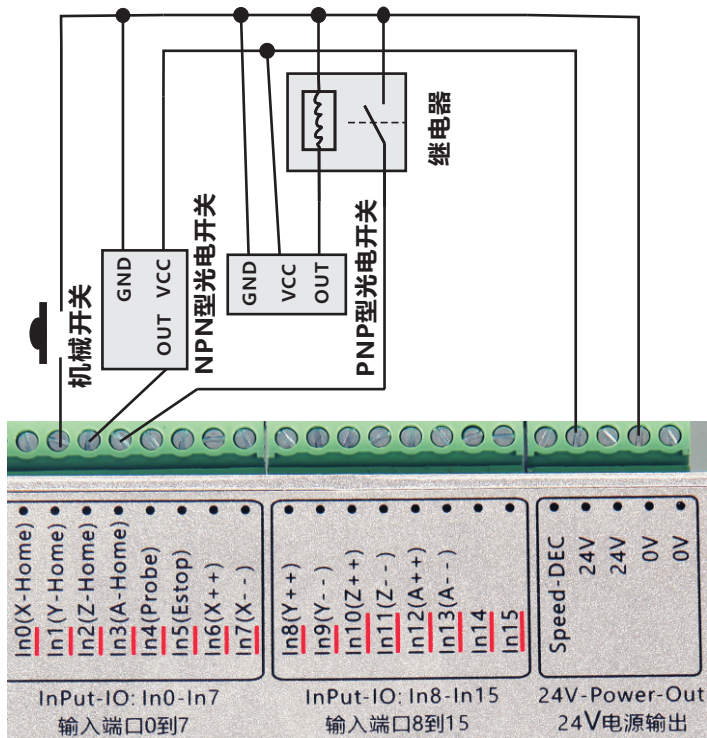 继电器
GND
VCC
OUT
NPN型光电开关
GND
VCC
OUT
PNP型光电开关
机械开关
In0(X-Home)
In1(Y-Home)
In2(Z-Home)
In3(A-Home)
In4(Probe)
In5(Estop)
In6(X++)
In7(X--)
In8(Y++)
In9(Y--)
In10(Z++)
In11(Z--)
In12(A++)
In13(A--)
In14
In15
Speed-DEC
24V
24V
0V
0V
InPut-IO: In0-In7
输入端口0到7
InPut-IO: In8-In15
输入端口8到15
24V-Power-Out
24V电源输出